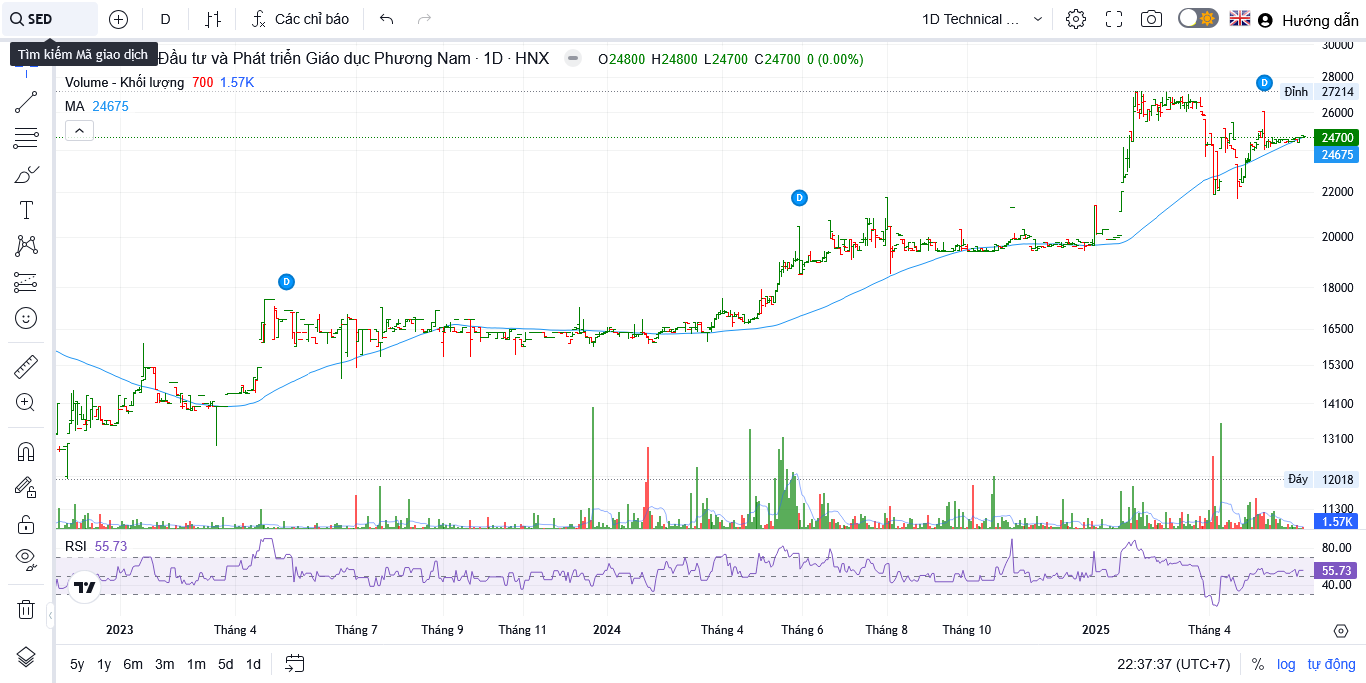 SED
D
Các chỉ báo
1D Technical ...
Hướng dẫn
Tìm kiếm Mã giao dịch
Đầu tư và Phát triển Giáo dục Phương Nam · 1D · HNX
O24800 H24800 L24700 C24700 0 (0.00%)
Volume - Khối lượng 700 1.57K
MA 24675
30000
28000
Đỉnh 27214
26000
24700
24675
22000
20000
18000
16500
15300
14100
13100
Đáy 12018
11300
1.57K
D
D
D
RSI 55.73
80.00
55.73
40.00
2023
Tháng 4
Tháng 7
Tháng 9
Tháng 11
2024
Tháng 4
Tháng 6
Tháng 8
Tháng 10
2025
Tháng 4
5y 1y 6m 3m 1m 5d 1d
22:37:37 (UTC+7)
% log tự động